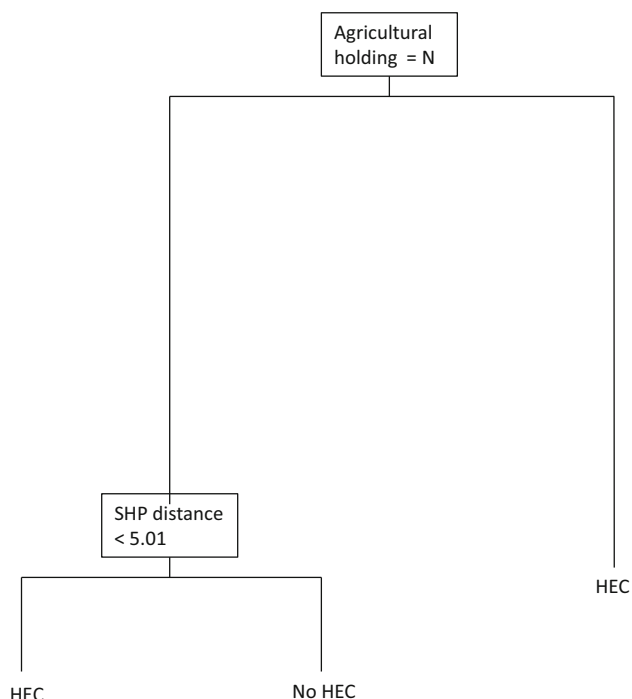 Agricultural
holding = N
SHP distance
< 5.01
HEC
HEC
No HEC